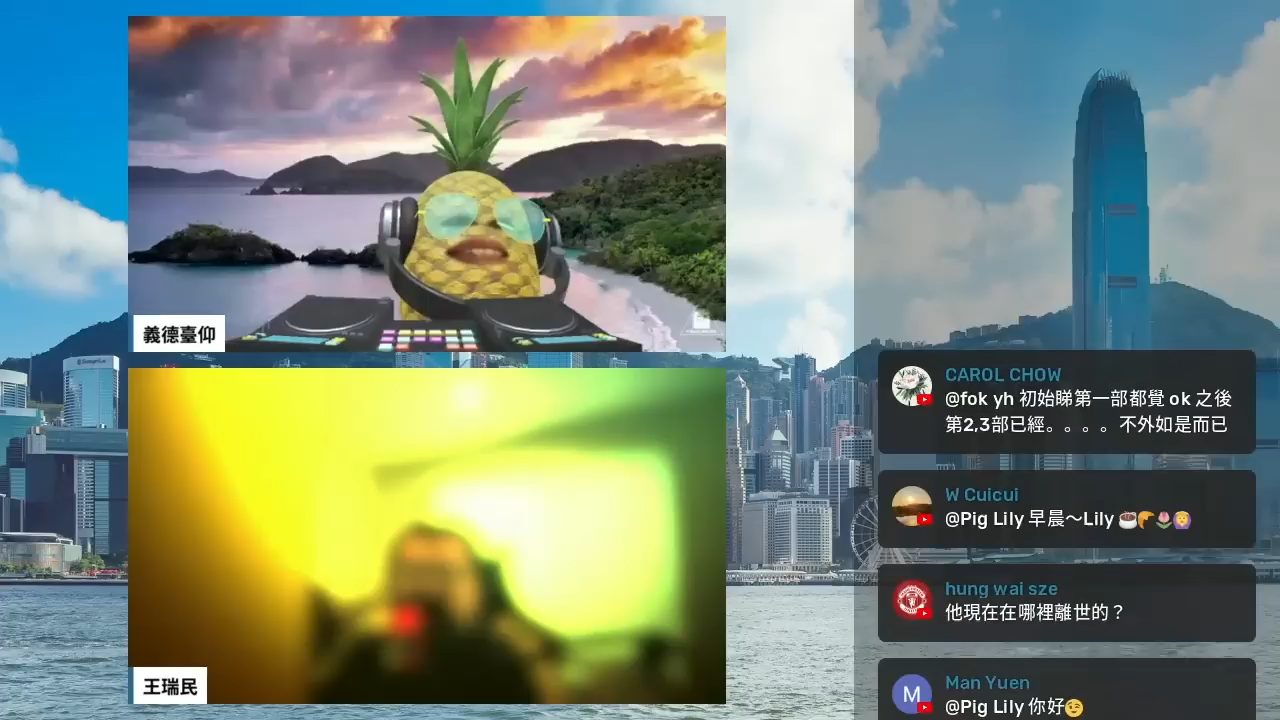 義德臺仰
王瑞民
CAROL CHOW
@fok yh 初始睇第一部都覺 ok 之後
第2,3部已經。。。。不外如是而已
W Cuicui
@Pig Lily 早晨～Lily ☕🥐🌷🙆
hung wai sze
他現在在哪裡離世的？
M
Man Yuen
@Pig Lily 你好😉